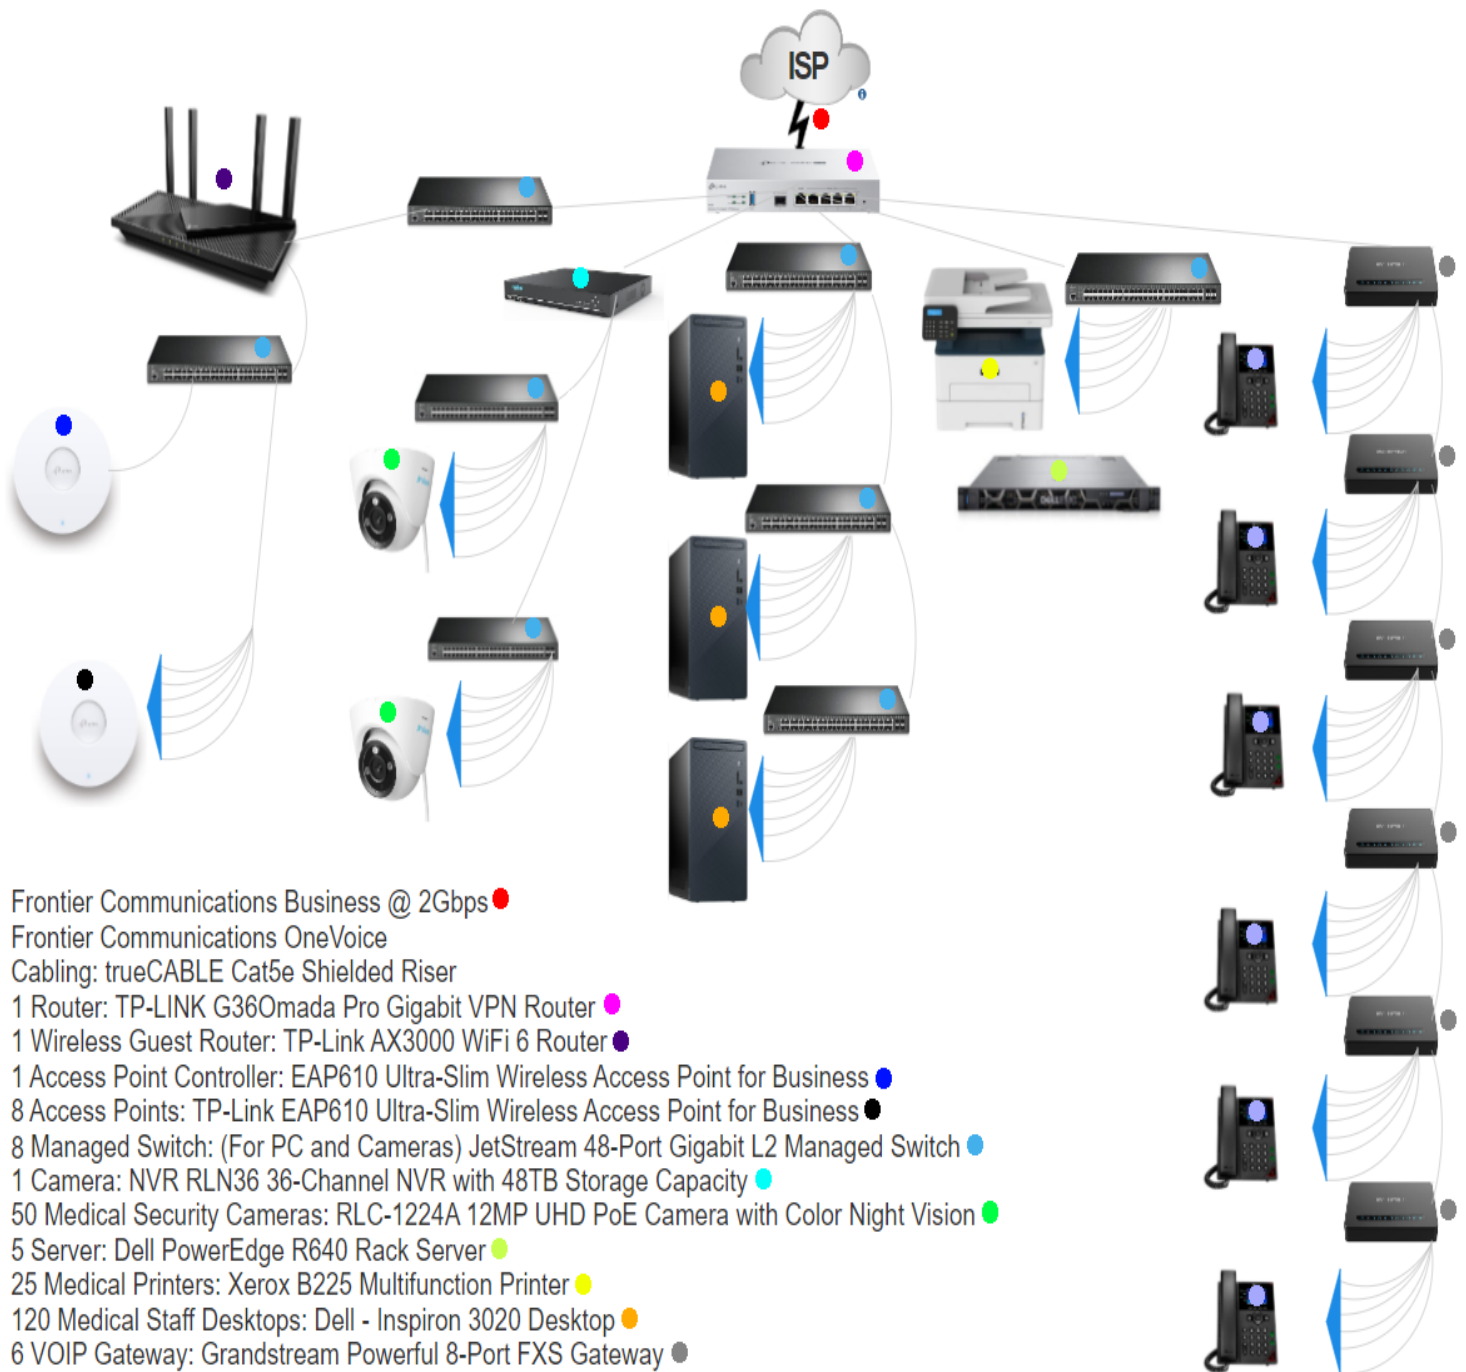 ISP
Frontier Communications Business @ 2Gbps
Frontier Communications OneVoice
Cabling: trueCABLE Cat5e Shielded Riser
1 Router: TP-LINK G36Omada Pro Gigabit VPN Router
1 Wireless Guest Router: TP-Link AX3000 WiFi 6 Router
1 Access Point Controller: EAP610 Ultra-Slim Wireless Access Point for Business
8 Access Points: TP-Link EAP610 Ultra-Slim Wireless Access Point for Business
8 Managed Switch: (For PC and Cameras) JetStream 48-Port Gigabit L2 Managed Switch
1 Camera: NVR RLN36 36-Channel NVR with 48TB Storage Capacity
50 Medical Security Cameras: RLC-1224A 12MP UHD PoE Camera with Color Night Vision
5 Server: Dell PowerEdge R640 Rack Server
25 Medical Printers: Xerox B225 Multifunction Printer
120 Medical Staff Desktops: Dell - Inspiron 3020 Desktop
6 VOIP Gateway: Grandstream Powerful 8-Port FXS Gateway